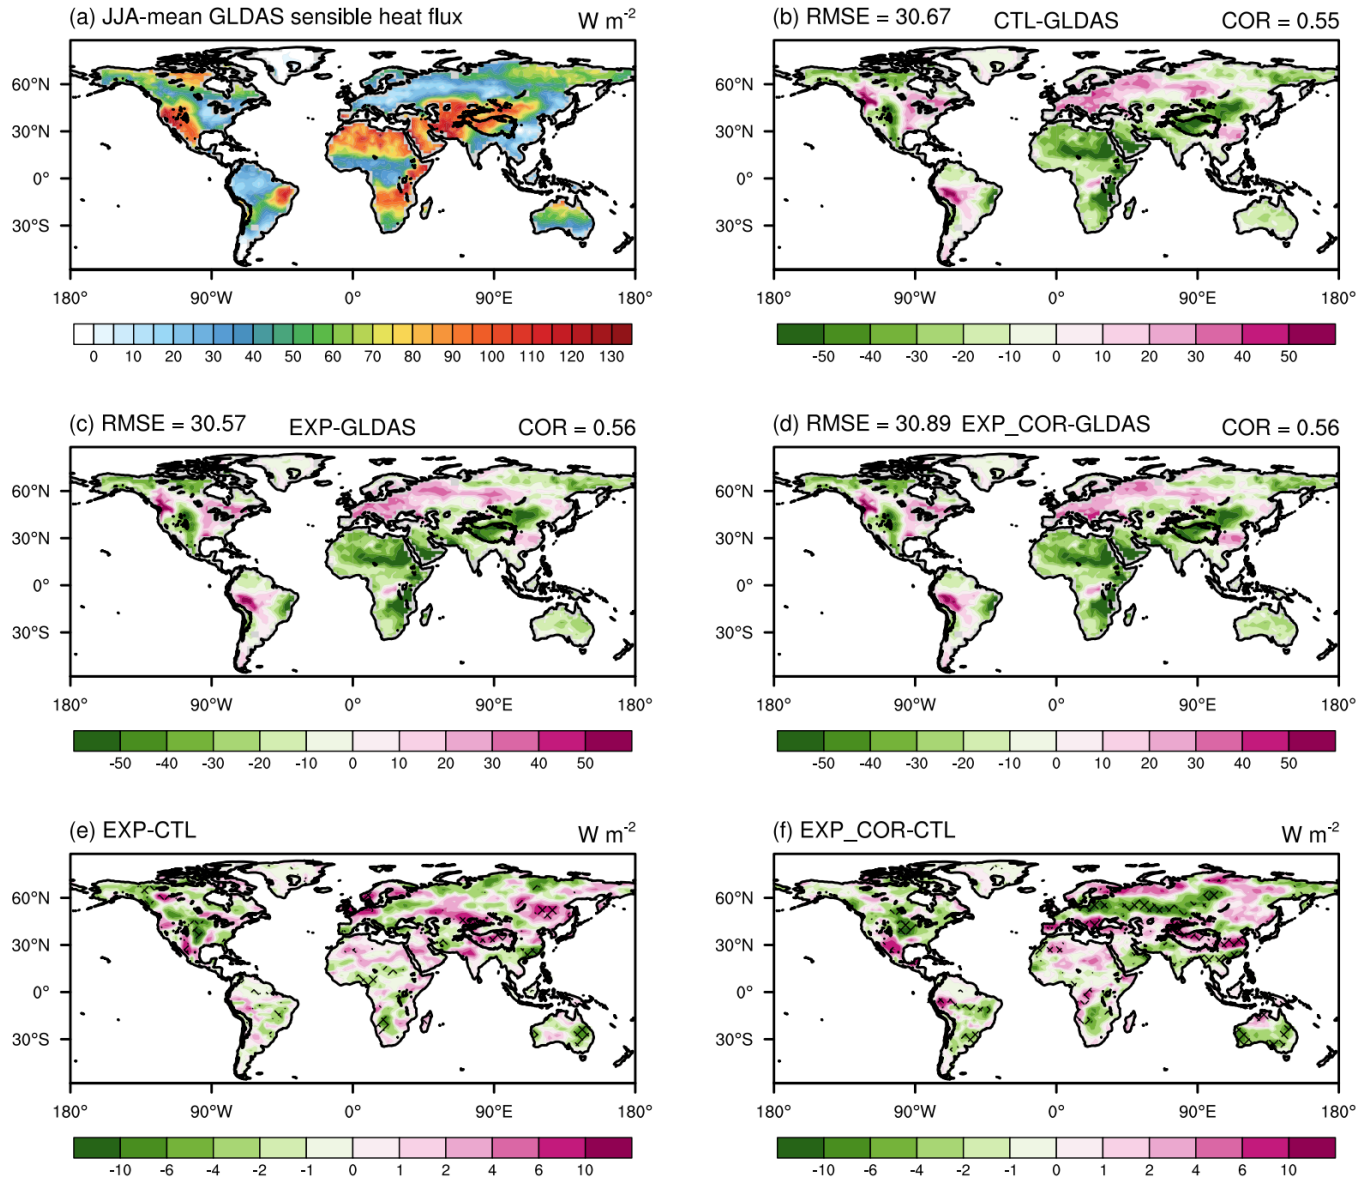 (a) JJA-mean GLDAS sensible heat flux W m-2
60°N
30°N
0°
30°S
180° 90°W 0° 90°E 180°
0 10 20 30 40 50 60 70 80 90 100 110 120 130
(b) RMSE = 30.67 CTL-GLDAS COR = 0.55
60°N
30°N
0°
30°S
180° 90°W 0° 90°E 180°
-50 -40 -30 -20 -10 0 10 20 30 40 50
(c) RMSE = 30.57 EXP-GLDAS COR = 0.56
60°N
30°N
0°
30°S
180° 90°W 0° 90°E 180°
-50 -40 -30 -20 -10 0 10 20 30 40 50
(d) RMSE = 30.89 EXP_COR-GLDAS COR = 0.56
60°N
30°N
0°
30°S
180° 90°W 0° 90°E 180°
-50 -40 -30 -20 -10 0 10 20 30 40 50
(e) EXP-CTL W m-2
60°N
30°N
0°
30°S
180° 90°W 0° 90°E 180°
-10 -6 -4 -2 -1 0 1 2 4 6 10
(f) EXP_COR-CTL W m-2
60°N
30°N
0°
30°S
180° 90°W 0° 90°E 180°
-10 -6 -4 -2 -1 0 1 2 4 6 10